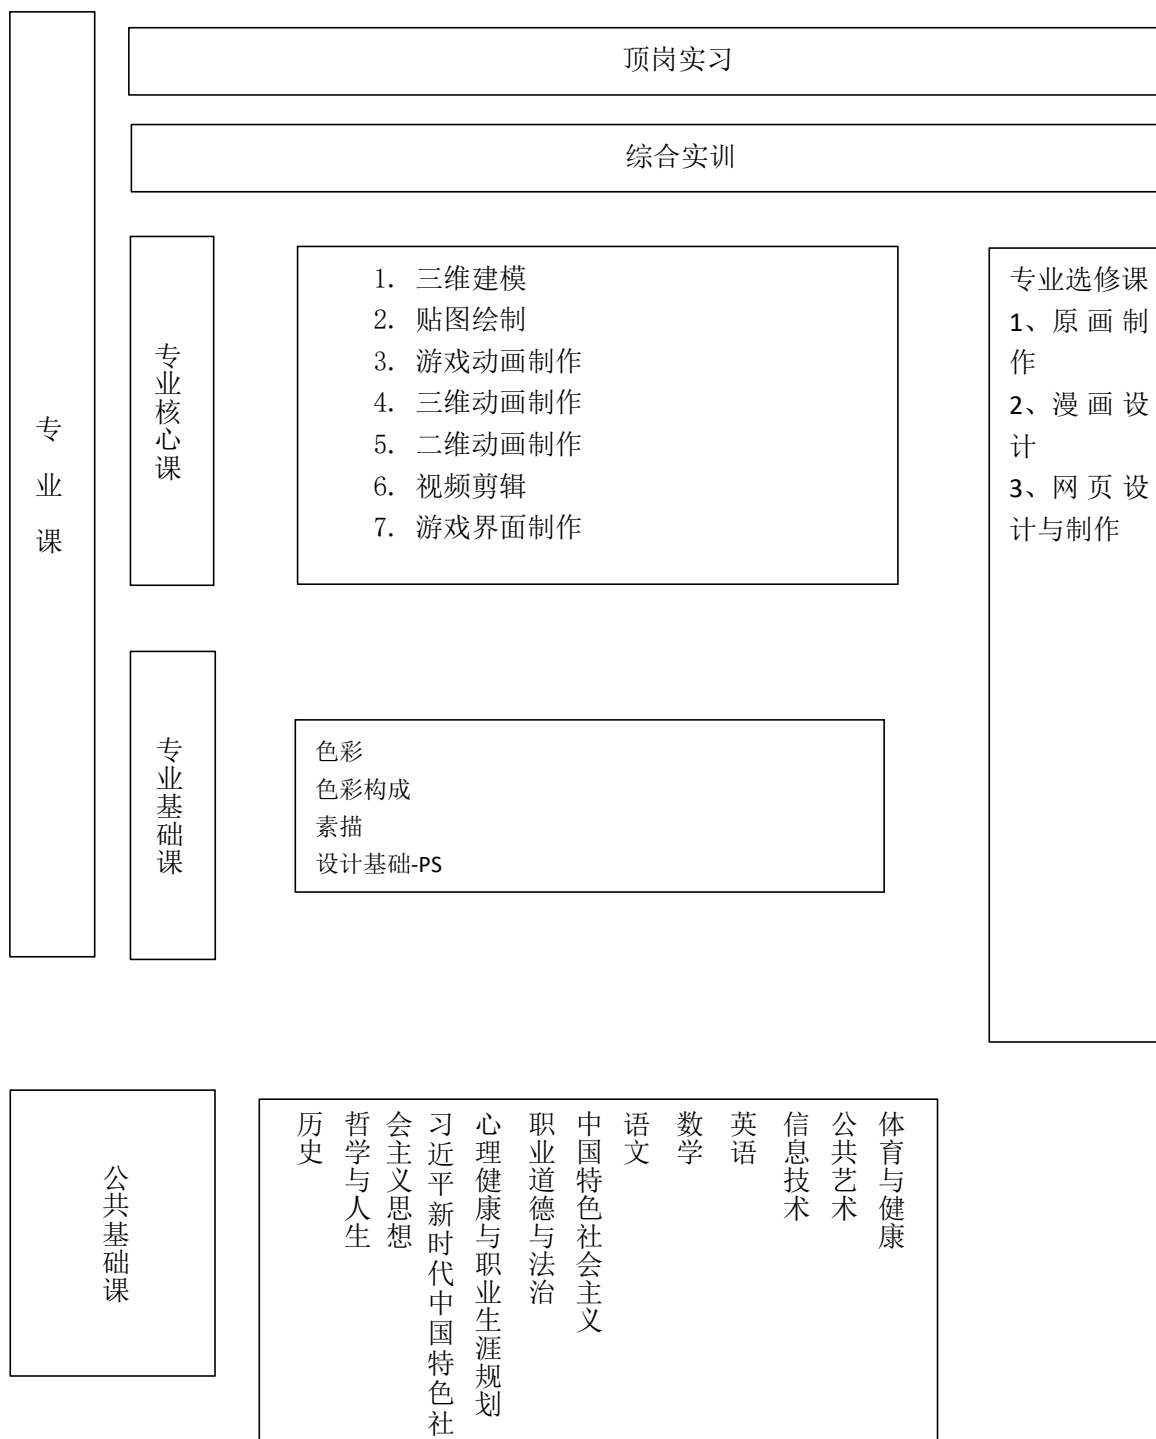 顶岗实习
综合实训
专业课
专业核心课
1. 三维建模
2. 贴图绘制
3. 游戏动画制作
4. 三维动画制作
5. 二维动画制作
6. 视频剪辑
7. 游戏界面制作
专业选修课
1、原画制
作
2、漫画设
计
3、网页设
计与制作
专业基础课
色彩
色彩构成
素描
设计基础-PS
公共基础课
体育与健康
公共艺术
信息技术
英语
数学
语文
中国特色社会主义
职业道德与法治
心理健康与职业生涯规划
习近平新时代中国特色社
会主义思想
哲学与人生
历史